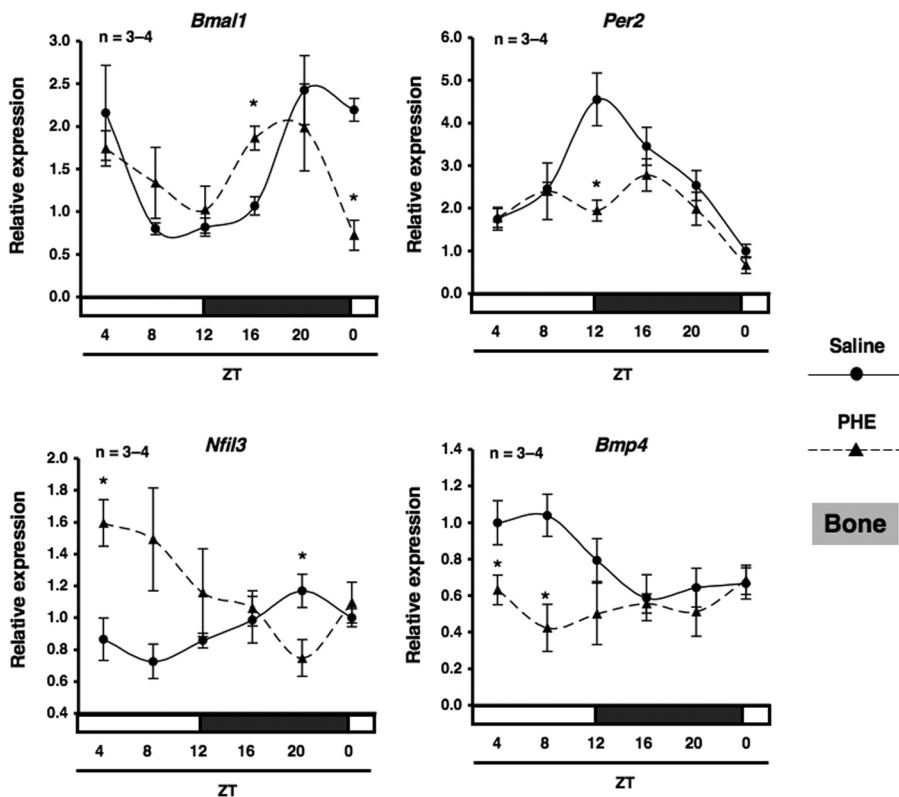 Bmal1
n = 3–4
Relative expression
3.0
2.5
2.0
1.5
1.0
0.5
0.0
*
*
4 8 12 16 20 0
ZT
Per2
n = 3–4
Relative expression
6.0
5.0
4.0
3.0
2.0
1.0
0.0
*
4 8 12 16 20 0
ZT
Saline
PHE
Bone
Nfil3
n = 3–4
Relative expression
2.0
1.8
1.6
1.4
1.2
1.0
0.8
0.6
0.4
*
*
4 8 12 16 20 0
ZT
Bmp4
n = 3–4
Relative expression
1.4
1.2
1.0
0.8
0.6
0.4
0.2
0.0
*
*
4 8 12 16 20 0
ZT